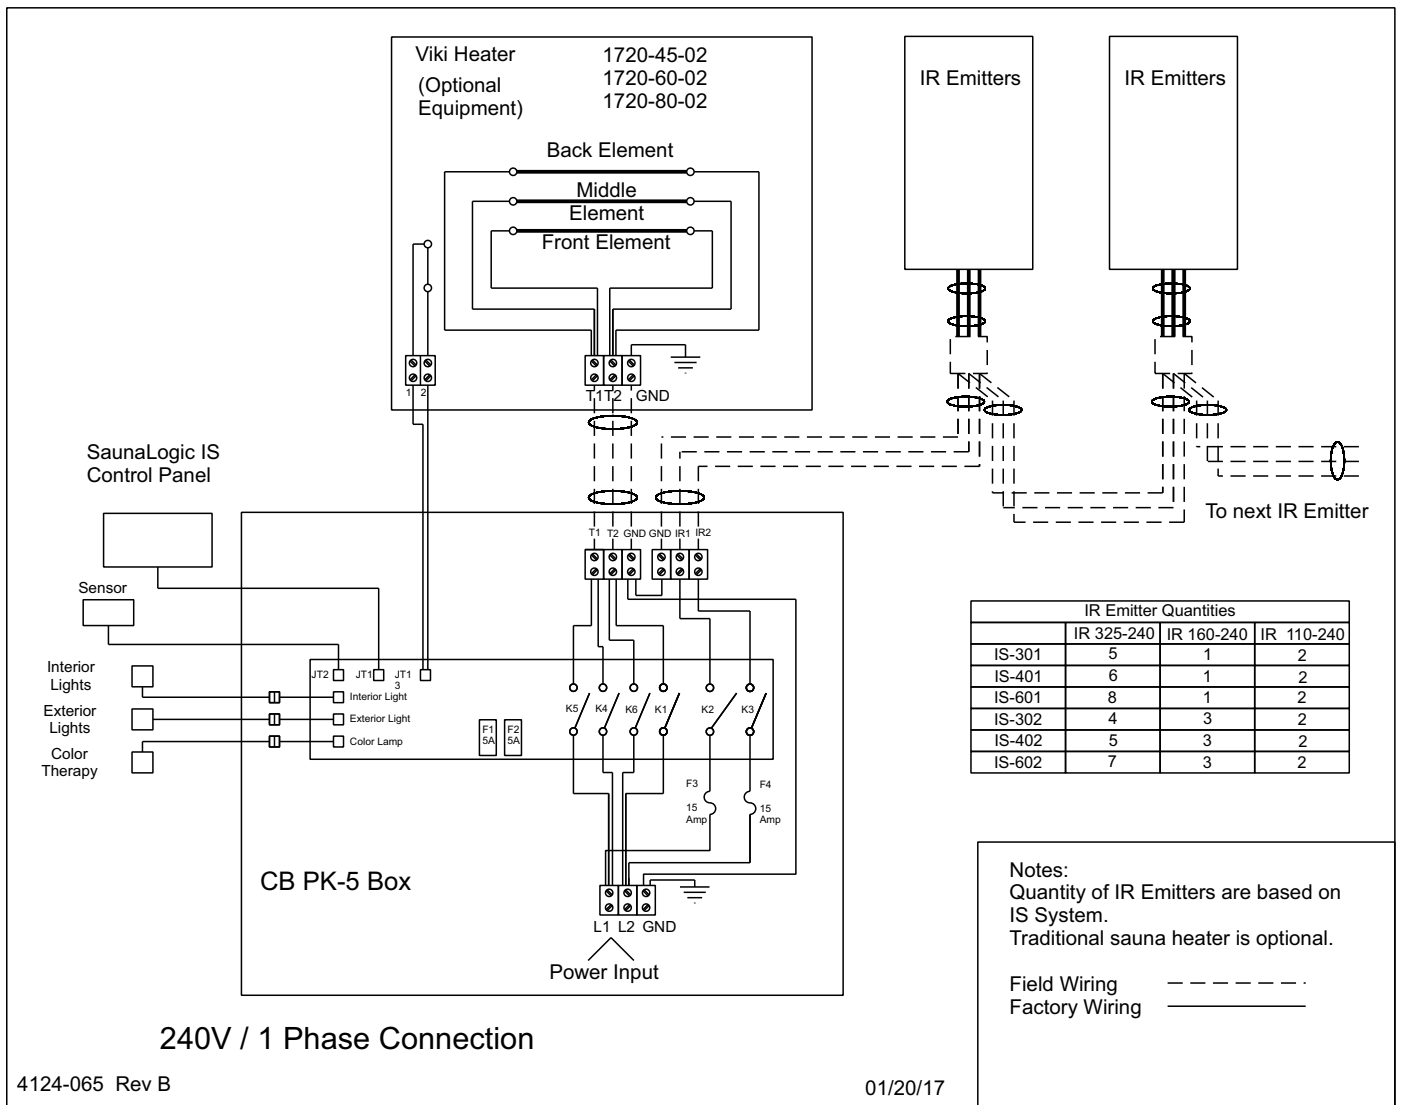 Viki Heater 1720-45-02
(Optional 1720-60-02
Equipment) 1720-80-02
Back Element
Middle
Element
Front Element
1 2
T1 T2 GND
IR Emitters
IR Emitters
To next IR Emitter
SaunaLogic IS
Control Panel
Sensor
Interior
Lights
Exterior
Lights
Color
Therapy
T1 T2 GND GND IR1 IR2
JT2 JT1 JT1
3
Interior Light
Exterior Light
Color Lamp
F1
5A
F2
5A
K5 K4 K6 K1 K2 K3
F3
15
Amp
F4
15
Amp
CB PK-5 Box
L1 L2 GND
Power Input
IR Emitter Quantities
IR 325-240 IR 160-240 IR 110-240
IS-301 5 1 2
IS-401 6 1 2
IS-601 8 1 2
IS-302 4 3 2
IS-402 5 3 2
IS-602 7 3 2
Notes:
Quantity of IR Emitters are based on
IS System.
Traditional sauna heater is optional.
Field Wiring
Factory Wiring
240V / 1 Phase Connection
4124-065 Rev B
01/20/17